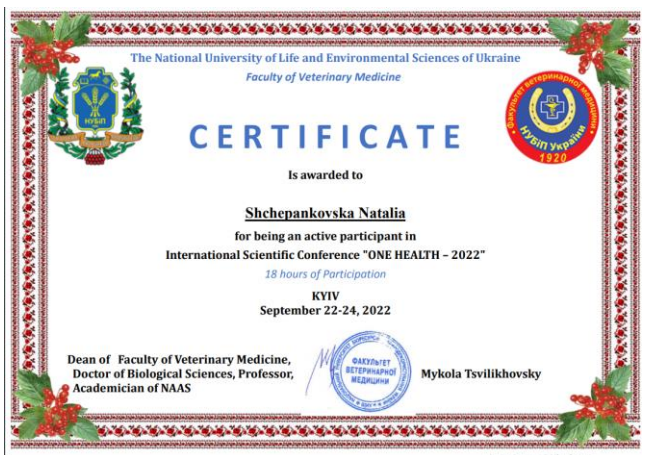 The National University of Life and Environmental Sciences of Ukraine
Faculty of Veterinary Medicine
НУБіП
Факультет ветеринарної медицини
НУБіП України
1920
CERTIFICATE
Is awarded to
Shchepankovska Natalia
for being an active participant in
International Scientific Conference "ONE HEALTH – 2022"
18 hours of Participation
KYIV
September 22-24, 2022
Dean of Faculty of Veterinary Medicine,
Doctor of Biological Sciences, Professor,
Academician of NAAS
ФАКУЛЬТЕТ
ВЕТЕРИНАРНОЇ
МЕДИЦИНИ
Mykola Tsvilikhovsky